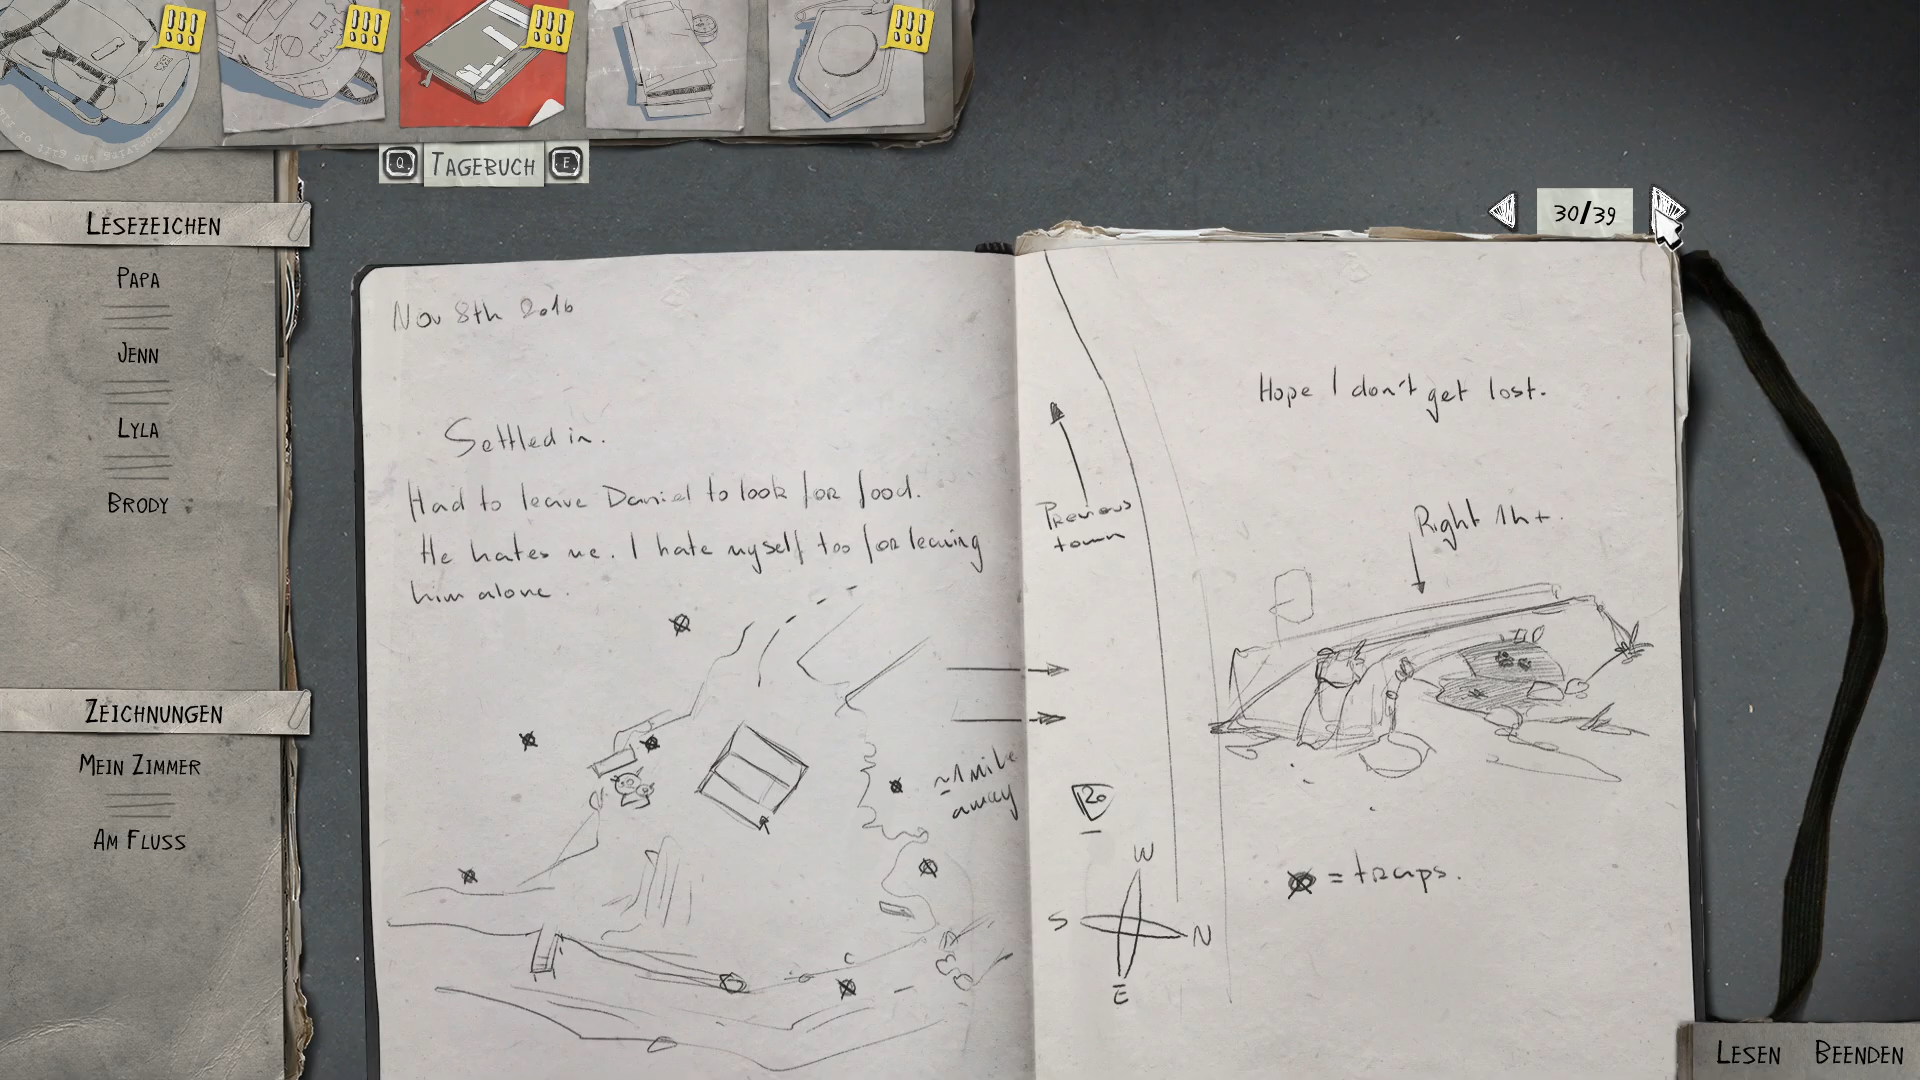 Q TAGEBUCH E
LESEZEICHEN
PAPA
JENN
LYLA
BRODY
ZEICHNUNGEN
MEIN ZIMMER
AM FLUSS
30/39
Nov 8th 2016
Settled in.
Had to leave Daniel to look for food.
He hates me. I hate myself too for leaving
him alone.
~1 Mile
away
Hope I don't get lost.
Previous
town
Right 1h+.
20
W
S
N
E
= traps.
LESEN BEENDEN